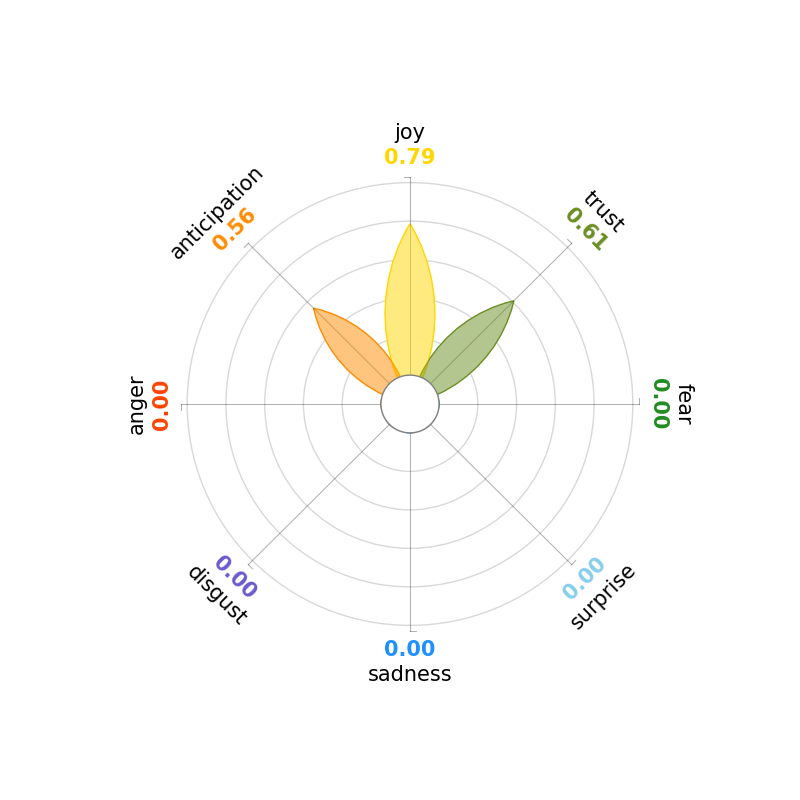 joy
0.79
trust
0.61
fear
0.00
surprise
0.00
sadness
0.00
disgust
0.00
anger
0.00
anticipation
0.56